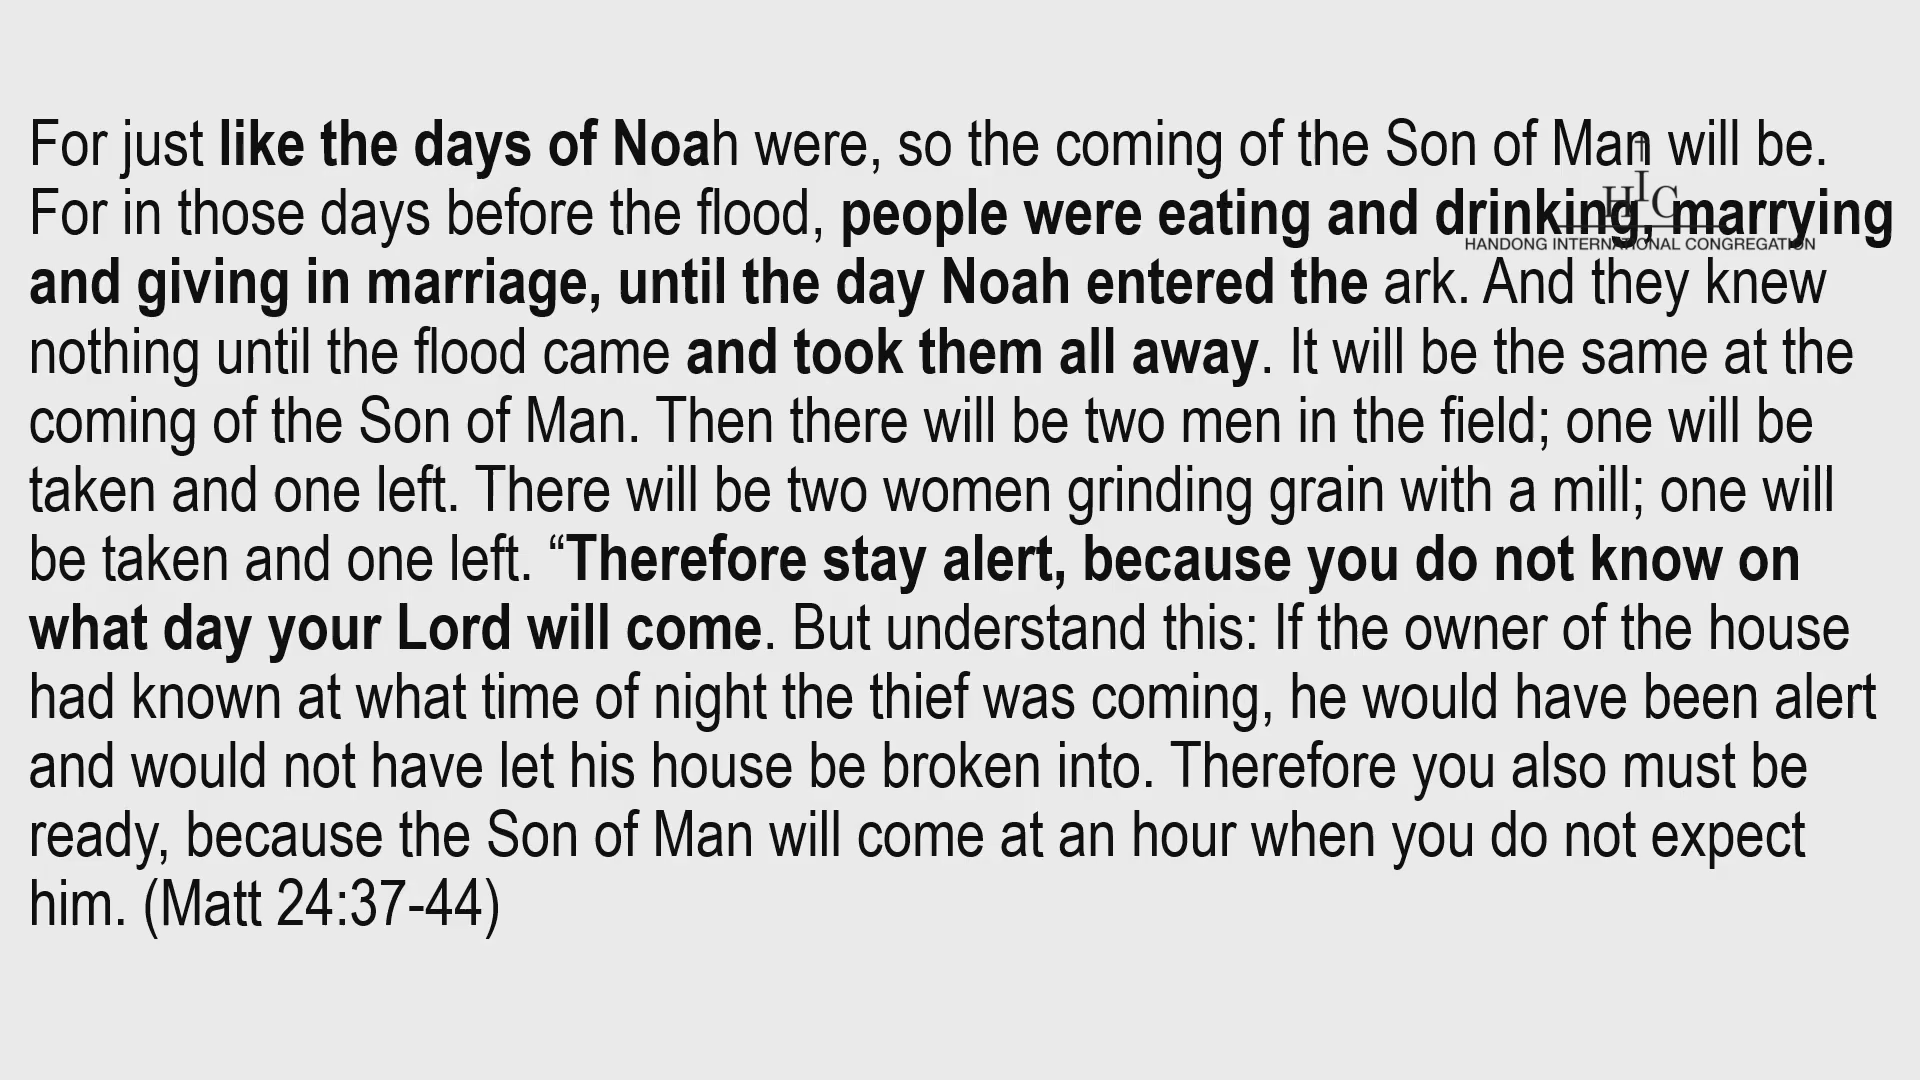 For just like the days of Noah were, so the coming of the Son of Man will be.
For in those days before the flood, people were eating and drinking, marrying
and giving in marriage, until the day Noah entered the ark. And they knew
nothing until the flood came and took them all away. It will be the same at the
coming of the Son of Man. Then there will be two men in the field; one will be
taken and one left. There will be two women grinding grain with a mill; one will
be taken and one left. “Therefore stay alert, because you do not know on
what day your Lord will come. But understand this: If the owner of the house
had known at what time of night the thief was coming, he would have been alert
and would not have let his house be broken into. Therefore you also must be
ready, because the Son of Man will come at an hour when you do not expect
him. (Matt 24:37-44)
HIC
HANDONG INTERNATIONAL CONGREGATION